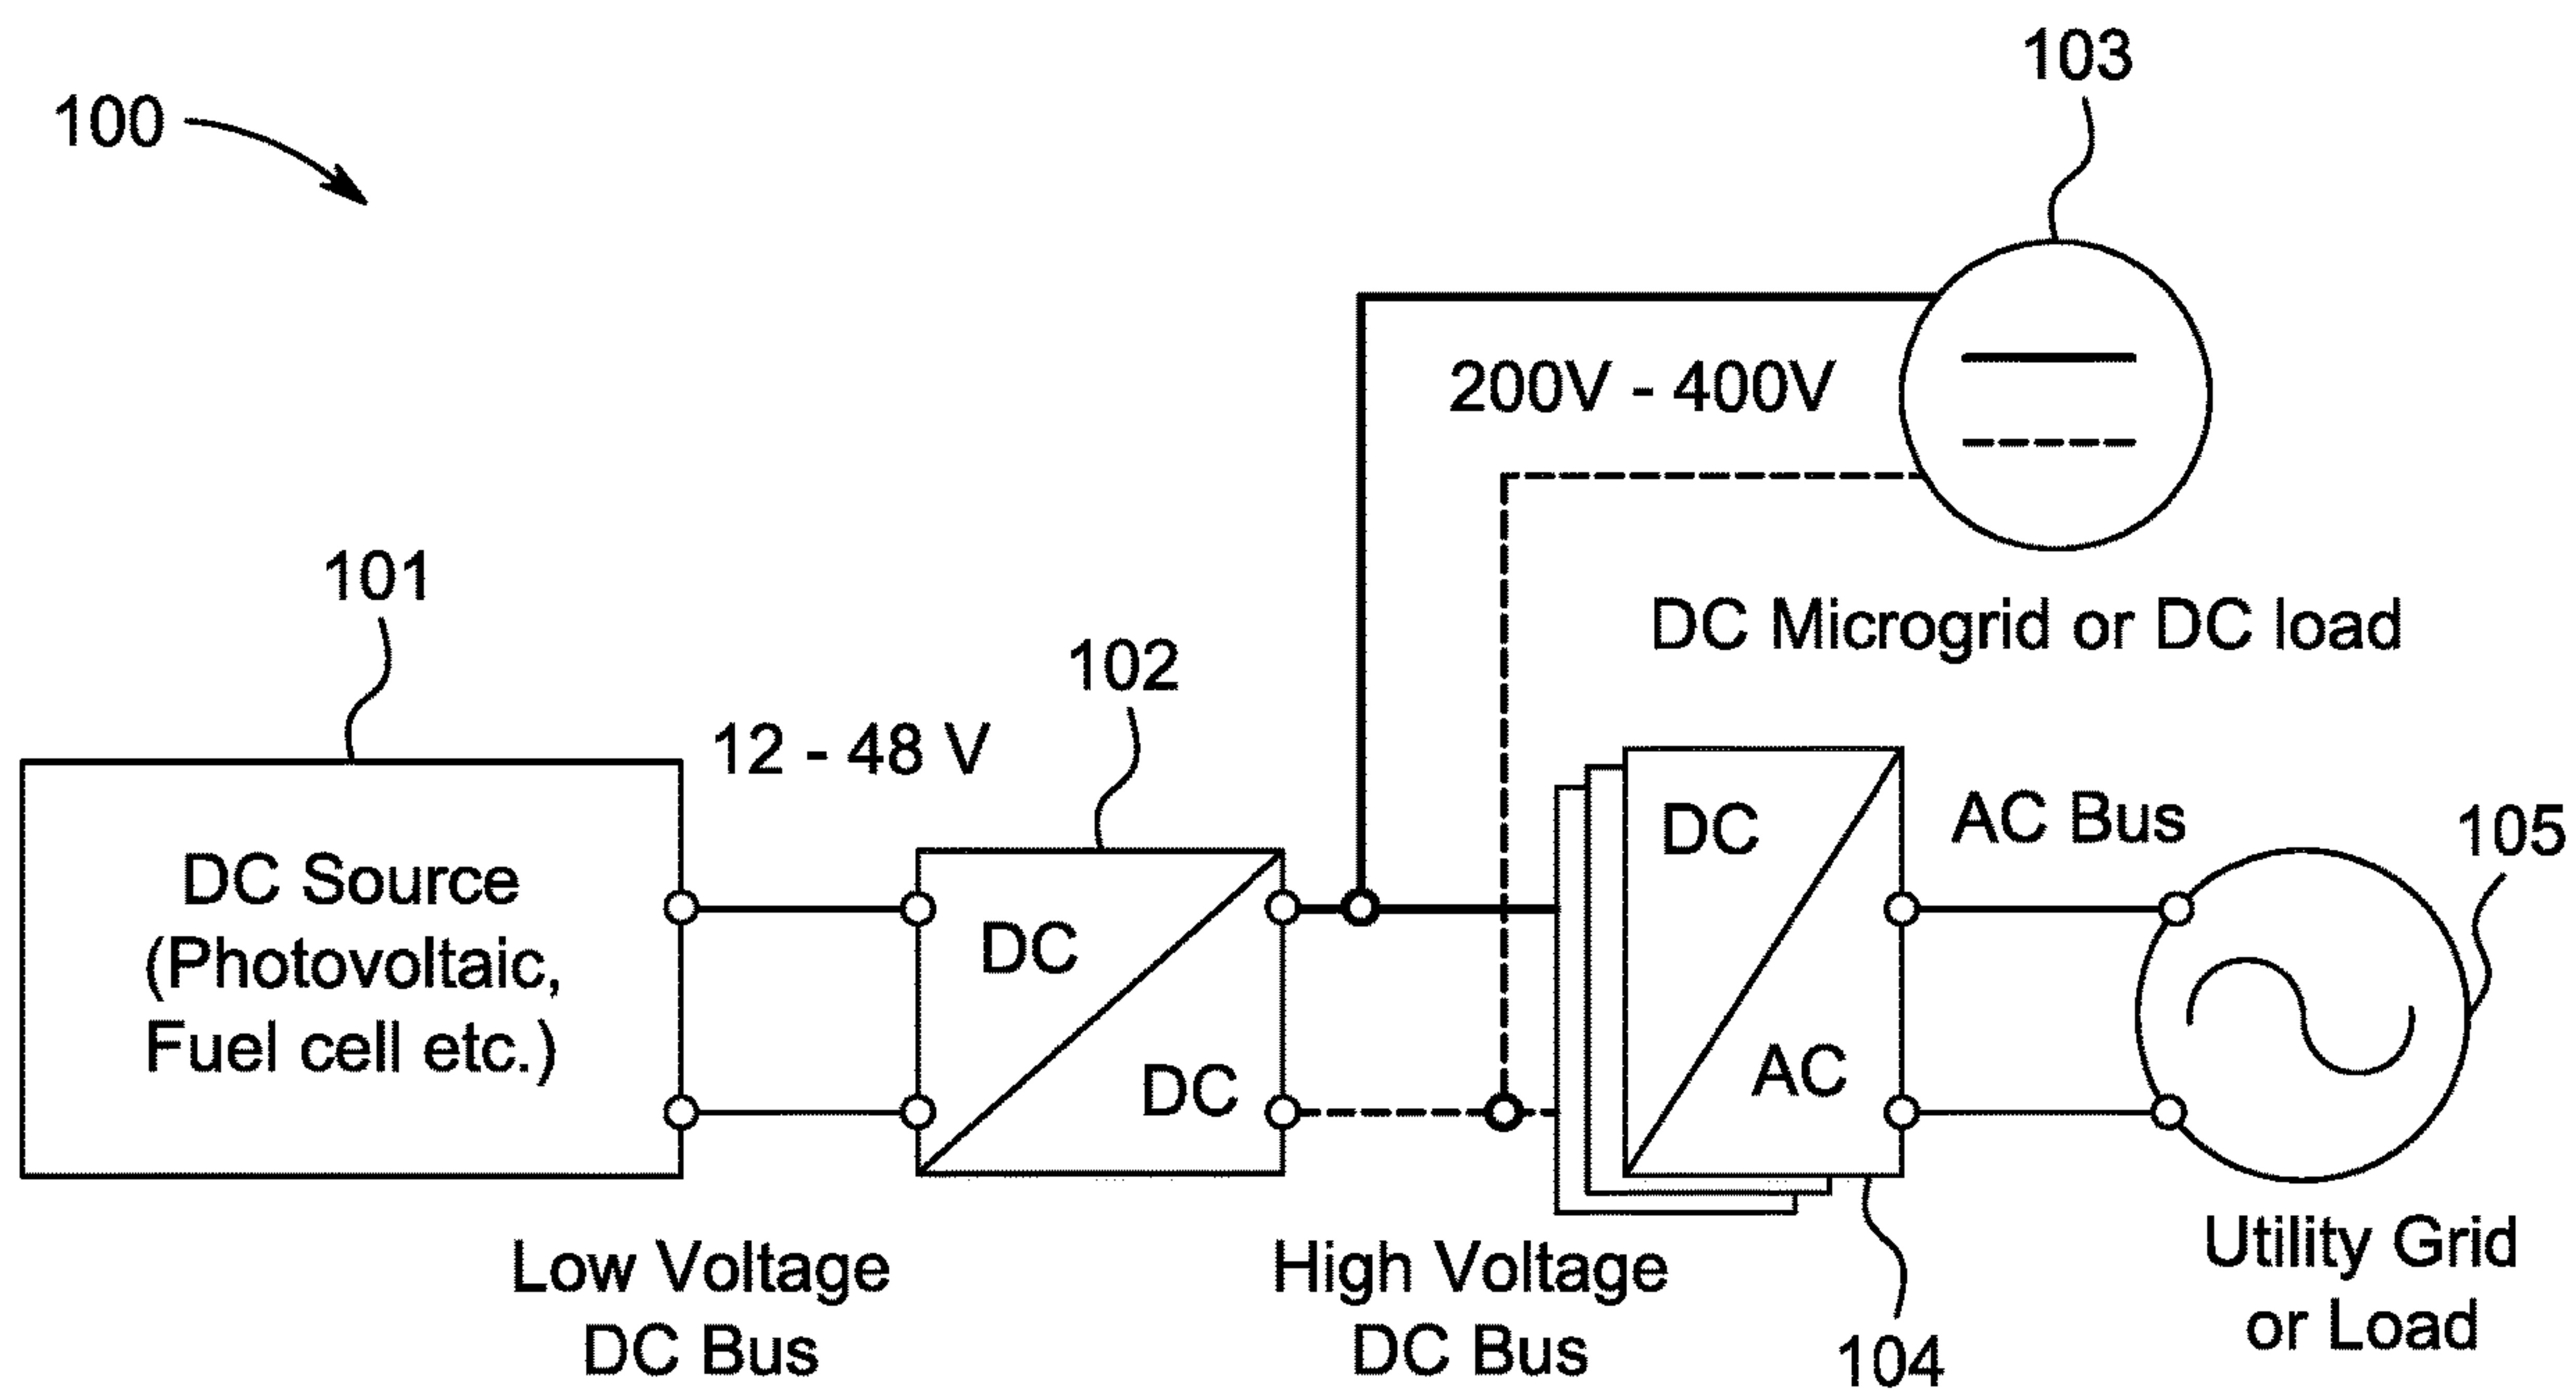 100
103
200V - 400V
DC Microgrid or DC load
101
102
12 - 48 V
DC Source
(Photovoltaic,
Fuel cell etc.)
DC
DC
DC
AC
AC Bus
105
Low Voltage
DC Bus
High Voltage
DC Bus
104
Utility Grid
or Load